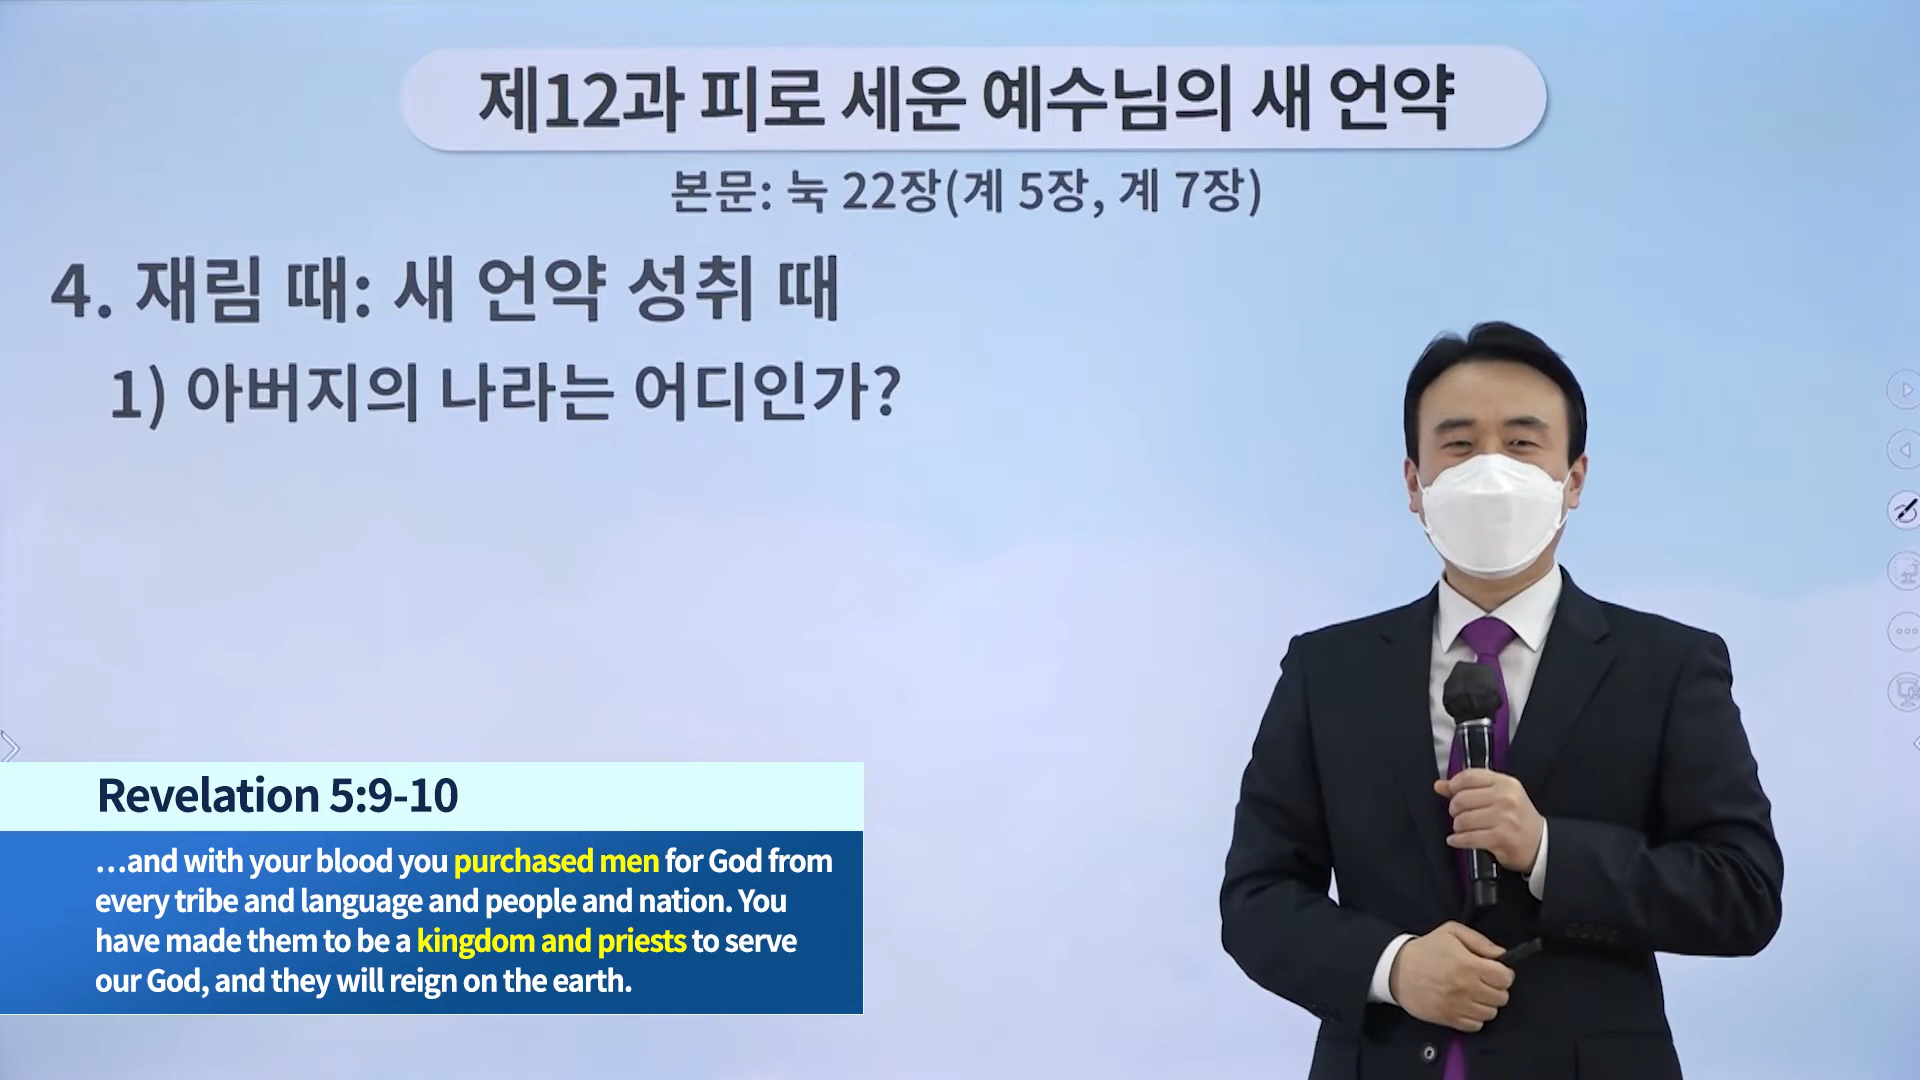 제12과 피로 세운 예수님의 새 언약
본문: 눅 22장(계 5장, 계 7장)
4. 재림 때: 새 언약 성취 때
1) 아버지의 나라는 어디인가?
Revelation 5:9-10
...and with your blood you purchased men for God from
every tribe and language and people and nation. You
have made them to be a kingdom and priests to serve
our God, and they will reign on the earth.